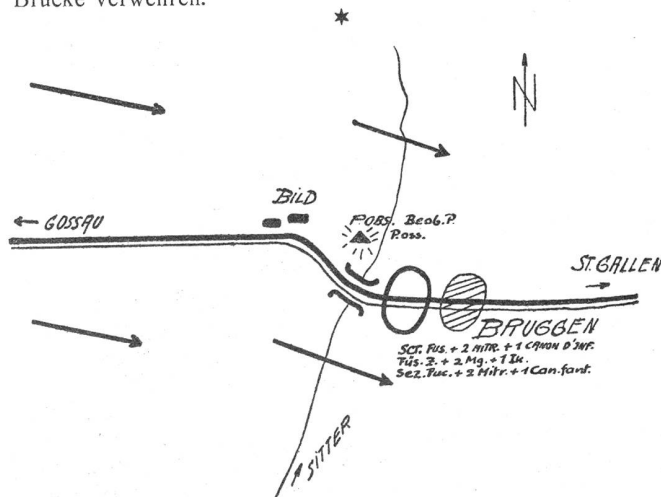 Brücke verwehren.
N
BILD
← GOSSAU
P.OBS. Beob.P.
P.oss.
ST. GALLEN →
BRUGGEN
SCT. FUS. + 2 MITR. + 1 CANON D'INF.
Füs.Z. + 2 Mg. + 1 Ik.
Sez. Fuc. + 2 Mitr. + 1 Can. fant.
SITTER